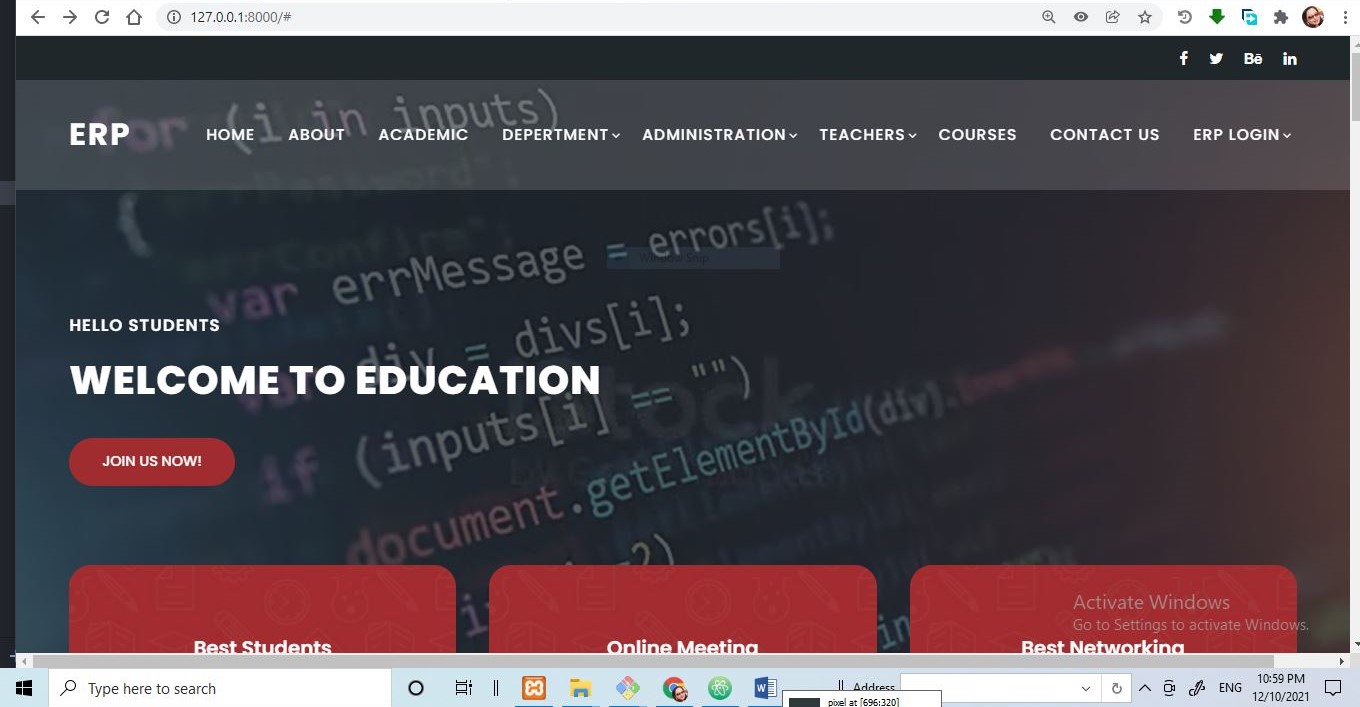 127.0.0.1:8000/#
f Bē in
ERP HOME ABOUT ACADEMIC DEPERTMENT ADMINISTRATION TEACHERS COURSES CONTACT US ERP LOGIN
for (i in inputs)
errPassword";
{
errConfirm";
var errMessage = errors[i];
Window Snip
var div = divs[i];
HELLO STUDENTS
WELCOME TO EDUCATION
if (inputs[i] == "")
JOIN US NOW!
document.getElementById(div).
Best Students
Online Meeting
Best Networking
Activate Windows
Go to Settings to activate Windows.
Type here to search
Address
ENG
10:59 PM
12/10/2021
pixel at [696:320]